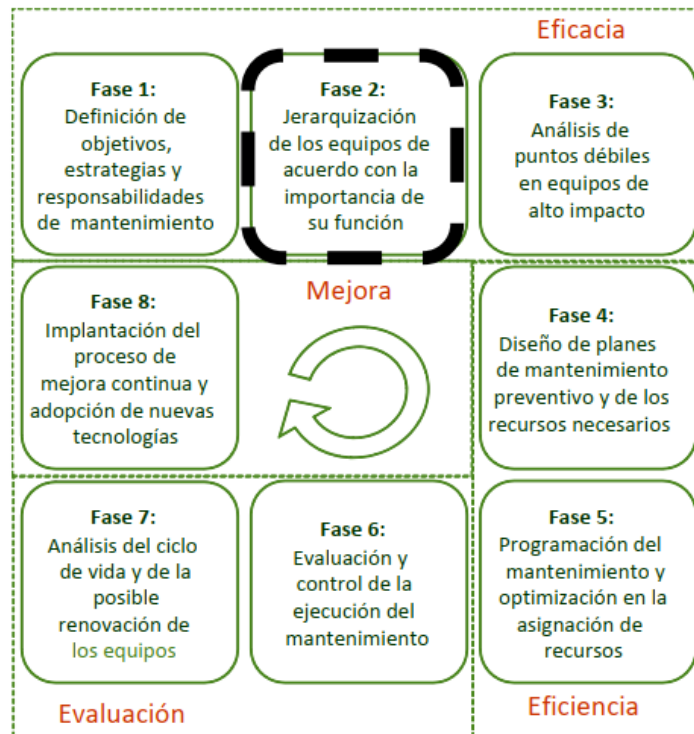 Eficacia
Fase 1:
Definición de
objetivos,
estrategias y
responsabilidades
de mantenimiento
Fase 2:
Jerarquización
de los equipos de
acuerdo con la
importancia de
su función
Fase 3:
Análisis de
puntos débiles
en equipos de
alto impacto
Fase 8:
Implantación del
proceso de
mejora continua y
adopción de nuevas
tecnologías
Mejora
Fase 4:
Diseño de planes
de mantenimiento
preventivo y de los
recursos necesarios
Fase 7:
Análisis del ciclo
de vida y de la
posible
renovación de
los equipos
Fase 6:
Evaluación y
control de la
ejecución del
mantenimiento
Fase 5:
Programación del
mantenimiento y
optimización en la
asignación de
recursos
Evaluación
Eficiencia